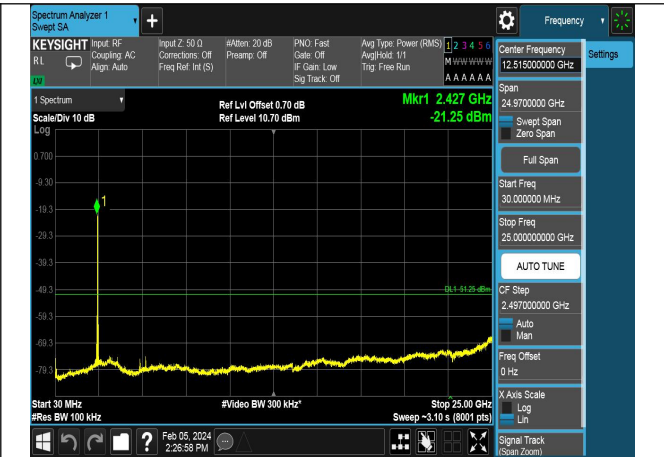 Spectrum Analyzer 1
Swept SA
Frequency
KEYSIGHT
RL
LXI
Input: RF
Coupling: AC
Align: Auto
Input Z: 50 Ω
Corrections: Off
Freq Ref: Int (S)
#Atten: 20 dB
Preamp: Off
PNO: Fast
Gate: Off
IF Gain: Low
Sig Track: Off
Avg Type: Power (RMS)
Avg|Hold: 1/1
Trig: Free Run
1 2 3 4 5 6
M W W W W W
A A A A A A
1 Spectrum
Scale/Div 10 dB
Ref Lvl Offset 0.70 dB
Ref Level 10.70 dBm
Mkr1 2.427 GHz
-21.25 dBm
Log
0.700
-9.30
-19.3
-29.3
-39.3
-49.3
-59.3
-69.3
-79.3
1
DL1 -51.25 dBm
Start 30 MHz
#Video BW 300 kHz*
Stop 25.00 GHz
#Res BW 100 kHz
Sweep ~3.10 s (8001 pts)
Feb 05, 2024
2:26:58 PM
Center Frequency
12.515000000 GHz
Settings
Span
24.9700000 GHz
Swept Span
Zero Span
Full Span
Start Freq
30.000000 MHz
Stop Freq
25.000000000 GHz
AUTO TUNE
CF Step
2.497000000 GHz
Auto
Man
Freq Offset
0 Hz
X Axis Scale
Log
Lin
Signal Track
(Span Zoom)